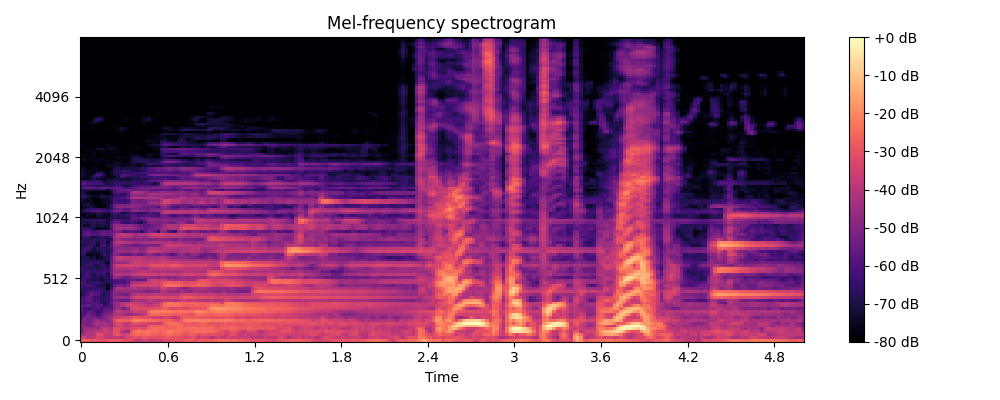 Mel-frequency spectrogram
+0 dB
-10 dB
-20 dB
-30 dB
-40 dB
-50 dB
-60 dB
-70 dB
-80 dB
4096
2048
1024
512
0
Hz
0 0.6 1.2 1.8 2.4 3 3.6 4.2 4.8
Time